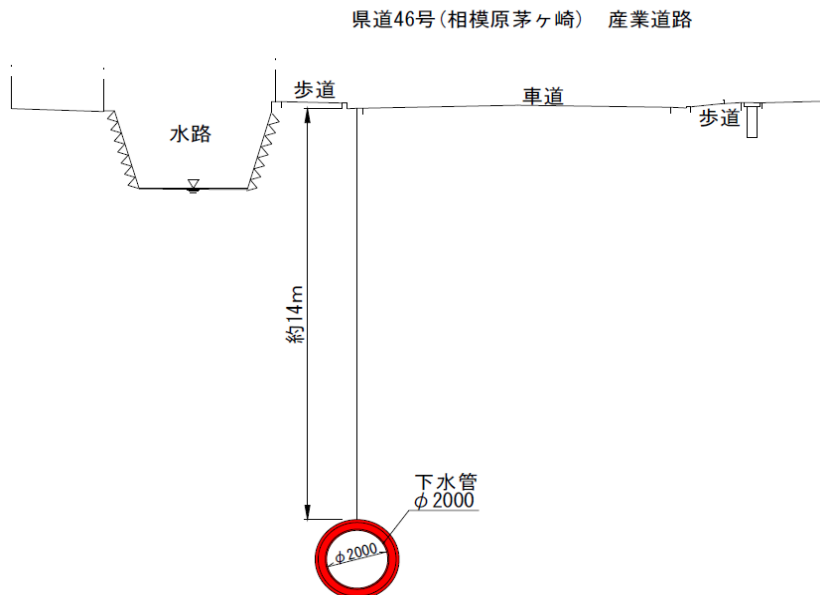 県道46号(相模原茅ヶ崎)　産業道路
歩道
車道
歩道
水路
約14m
下水管
φ2000
φ2000